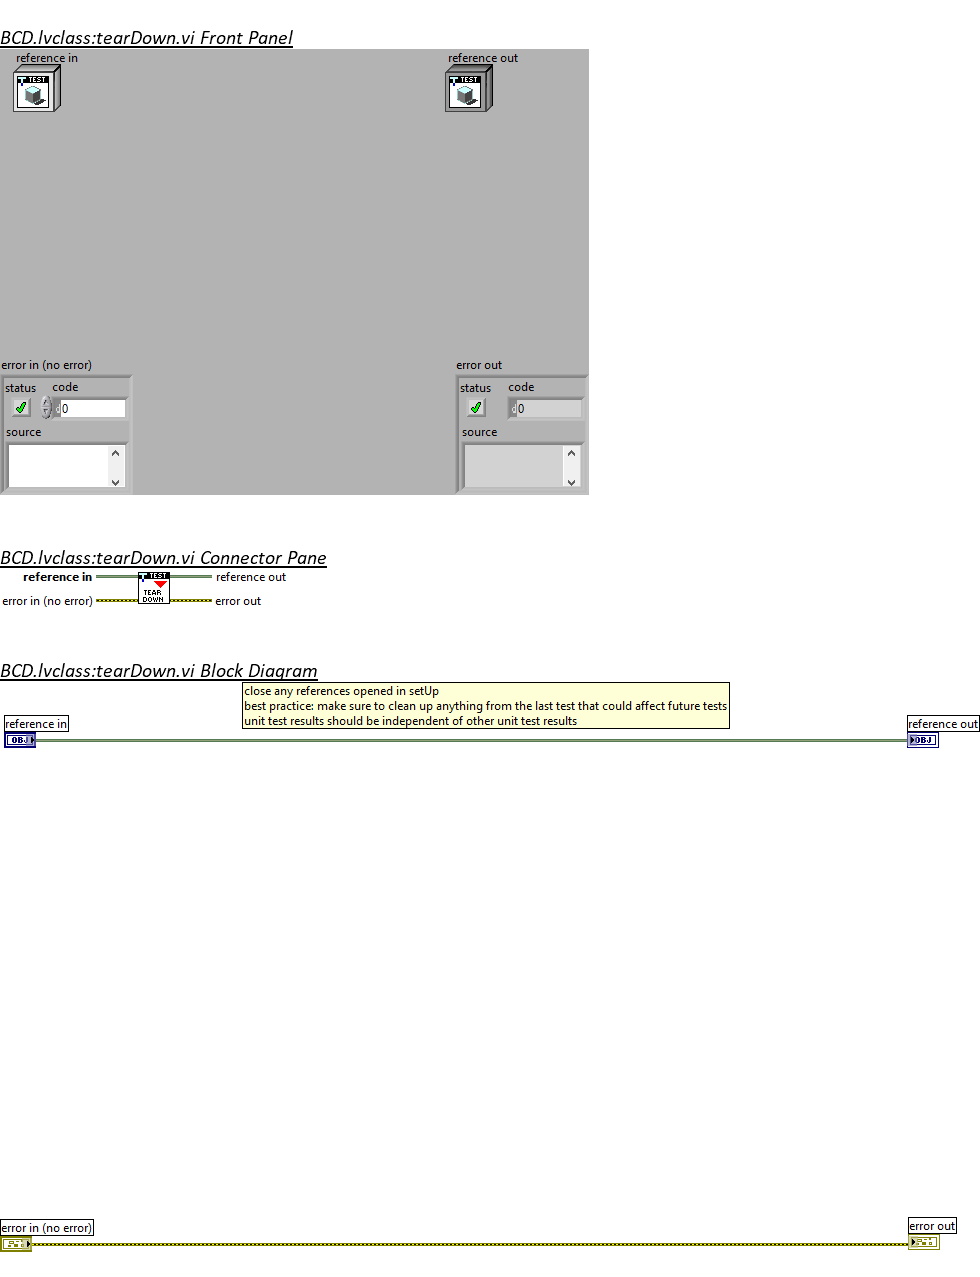 BCD.lvclass:tearDown.vi Front Panel
reference in
reference out
TEST
TEST
error in (no error)
error out
status code
status code
0
0
source
source
BCD.lvclass:tearDown.vi Connector Pane
reference in
TEST
reference out
TEAR
DOWN
error in (no error)
error out
BCD.lvclass:tearDown.vi Block Diagram
close any references opened in setUp
best practice: make sure to clean up anything from the last test that could affect future tests
unit test results should be independent of other unit test results
reference in
reference out
OBJ
OBJ
error in (no error)
error out